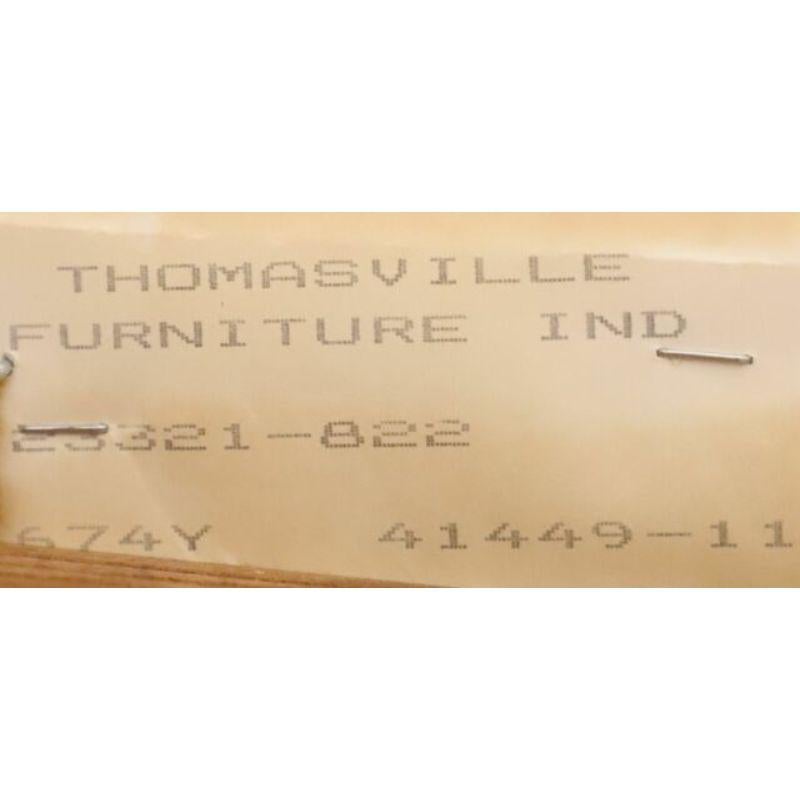 THOMASVILLE
FURNITURE IND
23321-822
674Y 41449-11